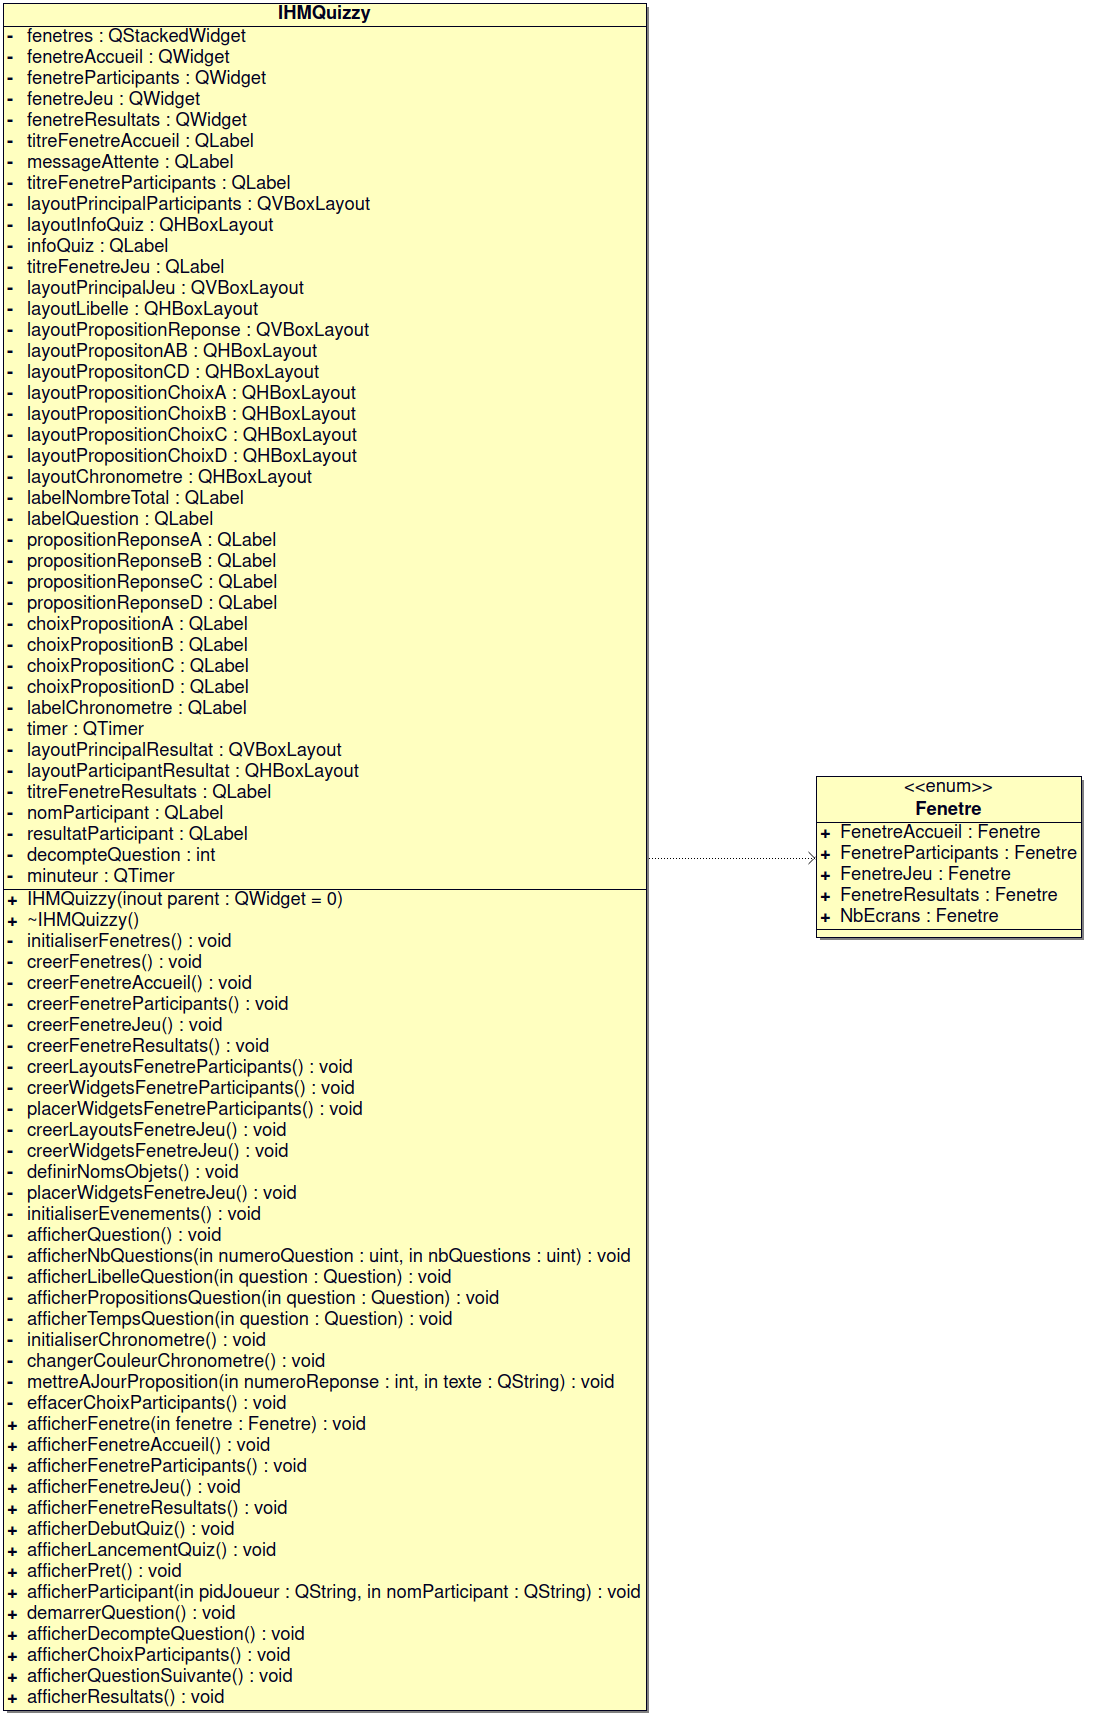 IHMQuizzy
- fenetres : QStackedWidget
- fenetreAccueil : QWidget
- fenetreParticipants : QWidget
- fenetreJeu : QWidget
- fenetreResultats : QWidget
- titreFenetreAccueil : QLabel
- messageAttente : QLabel
- titreFenetreParticipants : QLabel
- layoutPrincipalParticipants : QVBoxLayout
- layoutInfoQuiz : QHBoxLayout
- infoQuiz : QLabel
- titreFenetreJeu : QLabel
- layoutPrincipalJeu : QVBoxLayout
- layoutLibelle : QHBoxLayout
- layoutPropositionReponse : QVBoxLayout
- layoutPropositonAB : QHBoxLayout
- layoutPropositonCD : QHBoxLayout
- layoutPropositionChoixA : QHBoxLayout
- layoutPropositionChoixB : QHBoxLayout
- layoutPropositionChoixC : QHBoxLayout
- layoutPropositionChoixD : QHBoxLayout
- layoutChronometre : QHBoxLayout
- labelNombreTotal : QLabel
- labelQuestion : QLabel
- propositionReponseA : QLabel
- propositionReponseB : QLabel
- propositionReponseC : QLabel
- propositionReponseD : QLabel
- choixPropositionA : QLabel
- choixPropositionB : QLabel
- choixPropositionC : QLabel
- choixPropositionD : QLabel
- labelChronometre : QLabel
- timer : QTimer
- layoutPrincipalResultat : QVBoxLayout
- layoutParticipantResultat : QHBoxLayout
- titreFenetreResultats : QLabel
- nomParticipant : QLabel
- resultatParticipant : QLabel
- decompteQuestion : int
- minuteur : QTimer
+ IHMQuizzy(inout parent : QWidget = 0)
+ ~IHMQuizzy()
- initialiserFenetres() : void
- creerFenetres() : void
- creerFenetreAccueil() : void
- creerFenetreParticipants() : void
- creerFenetreJeu() : void
- creerFenetreResultats() : void
- creerLayoutsFenetreParticipants() : void
- creerWidgetsFenetreParticipants() : void
- placerWidgetsFenetreParticipants() : void
- creerLayoutsFenetreJeu() : void
- creerWidgetsFenetreJeu() : void
- definirNomsObjets() : void
- placerWidgetsFenetreJeu() : void
- initialiserEvenements() : void
- afficherQuestion() : void
- afficherNbQuestions(in numeroQuestion : uint, in nbQuestions : uint) : void
- afficherLibelleQuestion(in question : Question) : void
- afficherPropositionsQuestion(in question : Question) : void
- afficherTempsQuestion(in question : Question) : void
- initialiserChronometre() : void
- changerCouleurChronometre() : void
- mettreAJourProposition(in numeroReponse : int, in texte : QString) : void
- effacerChoixParticipants() : void
+ afficherFenetre(in fenetre : Fenetre) : void
+ afficherFenetreAccueil() : void
+ afficherFenetreParticipants() : void
+ afficherFenetreJeu() : void
+ afficherFenetreResultats() : void
+ afficherDebutQuiz() : void
+ afficherLancementQuiz() : void
+ afficherPret() : void
+ afficherParticipant(in pidJoueur : QString, in nomParticipant : QString) : void
+ demarrerQuestion() : void
+ afficherDecompteQuestion() : void
+ afficherChoixParticipants() : void
+ afficherQuestionSuivante() : void
+ afficherResultats() : void
<<enum>>
Fenetre
+ FenetreAccueil : Fenetre
+ FenetreParticipants : Fenetre
+ FenetreJeu : Fenetre
+ FenetreResultats : Fenetre
+ NbEcrans : Fenetre